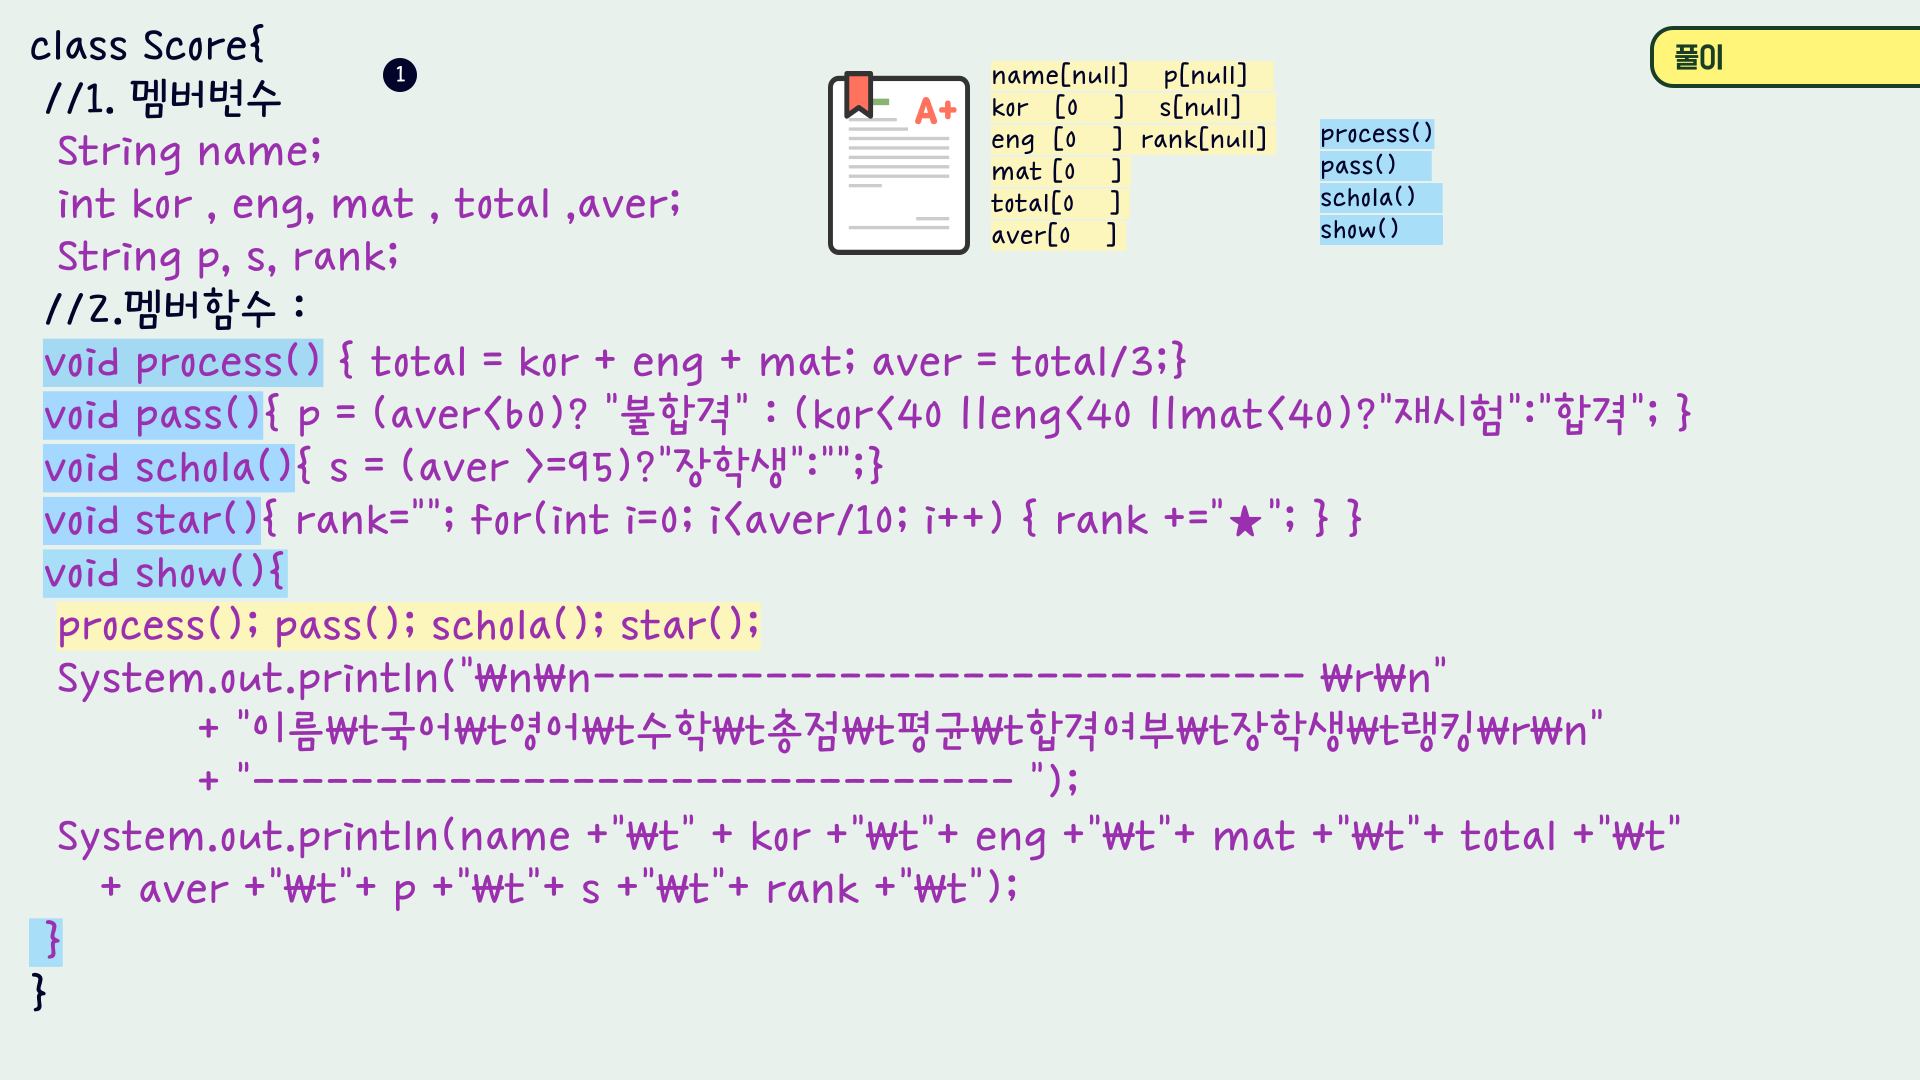 class Score{
//1. 멤버변수
String name;
int kor , eng, mat , total ,aver;
String p, s, rank;
//2.멤버함수 :
void process() { total = kor + eng + mat; aver = total/3;}
void pass(){ p = (aver<60)? "불합격" : (kor<40 ||eng<40 ||mat<40)?"재시험":"합격"; }
void schola(){ s = (aver >=95)?"장학생":"";}
void star(){ rank=""; for(int i=0; i<aver/10; i++) { rank +="★"; } }
void show(){
process(); pass(); schola(); star();
System.out.println("₩n₩n----------------------------- ₩r₩n"
+ "이름₩t국어₩t영어₩t수학₩t총점₩t평균₩t합격여부₩t장학생₩t랭킹₩r₩n"
+ "------------------------------- ");
System.out.println(name +"₩t" + kor +"₩t"+ eng +"₩t"+ mat +"₩t"+ total +"₩t"
+ aver +"₩t"+ p +"₩t"+ s +"₩t"+ rank +"₩t");
}
}
1
A+
name[null] p[null]
kor [0 ] s[null]
eng [0 ] rank[null]
mat [0 ]
total[0 ]
aver[0 ]
process()
pass()
schola()
show()
풀이